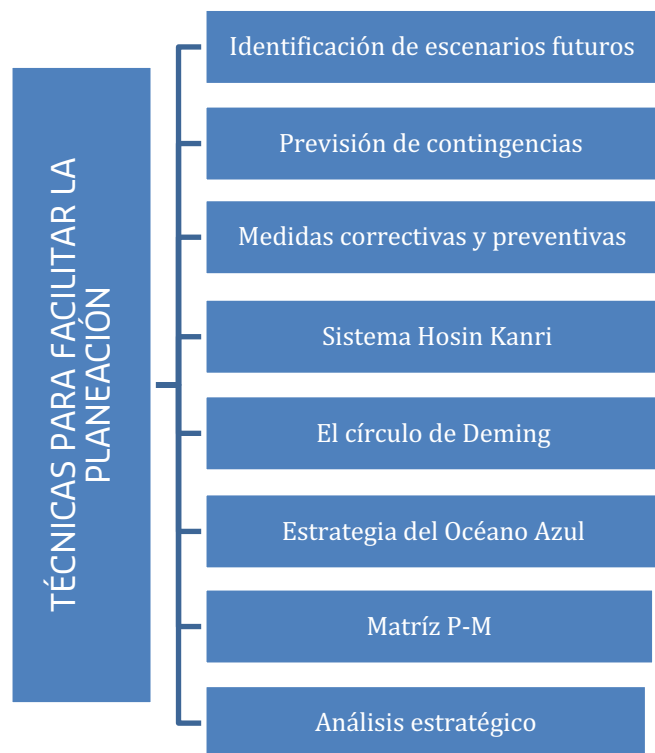 TÉCNICAS PARA FACILITAR LA
PLANEACIÓN
Identificación de escenarios futuros
Previsión de contingencias
Medidas correctivas y preventivas
Sistema Hosin Kanri
El círculo de Deming
Estrategia del Océano Azul
Matríz P-M
Análisis estratégico